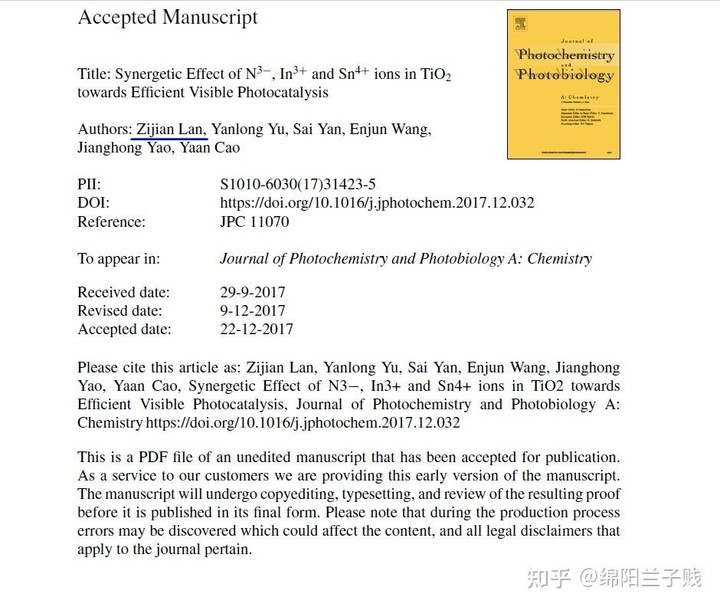 Accepted Manuscript
Title: Synergetic Effect of N³⁻, In³⁺ and Sn⁴⁺ ions in TiO₂
towards Efficient Visible Photocatalysis
Authors: Zijian Lan, Yanlong Yu, Sai Yan, Enjun Wang,
Jianghong Yao, Yaan Cao
Journal of
Photochemistry
and
Photobiology
A: Chemistry
PII: S1010-6030(17)31423-5
DOI: https://doi.org/10.1016/j.jphotochem.2017.12.032
Reference: JPC 11070
To appear in: Journal of Photochemistry and Photobiology A: Chemistry
Received date: 29-9-2017
Revised date: 9-12-2017
Accepted date: 22-12-2017
Please cite this article as: Zijian Lan, Yanlong Yu, Sai Yan, Enjun Wang, Jianghong
Yao, Yaan Cao, Synergetic Effect of N3−, In3+ and Sn4+ ions in TiO2 towards
Efficient Visible Photocatalysis, Journal of Photochemistry and Photobiology A:
Chemistry https://doi.org/10.1016/j.jphotochem.2017.12.032
This is a PDF file of an unedited manuscript that has been accepted for publication.
As a service to our customers we are providing this early version of the manuscript.
The manuscript will undergo copyediting, typesetting, and review of the resulting proof
before it is published in its final form. Please note that during the production process
errors may be discovered which could affect the content, and all legal disclaimers that
apply to the journal pertain.
知乎 @绵阳兰子贱